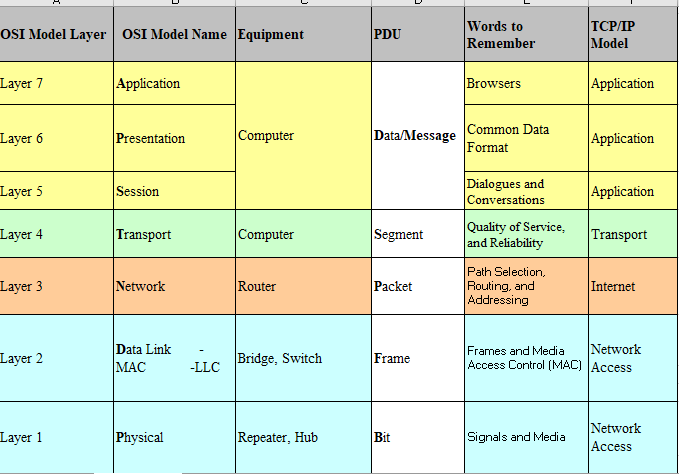 OSI Model Layer OSI Model Name Equipment PDU Words to Remember TCP/IP Model
Layer 7 Application Browsers Application
Layer 6 Presentation Computer Data/Message Common Data Format Application
Layer 5 Session Dialogues and Conversations Application
Layer 4 Transport Computer Segment Quality of Service, and Reliability Transport
Layer 3 Network Router Packet Path Selection, Routing, and Addressing Internet
Layer 2 Data Link - MAC -LLC Bridge, Switch Frame Frames and Media Access Control (MAC) Network Access
Layer 1 Physical Repeater, Hub Bit Signals and Media Network Access